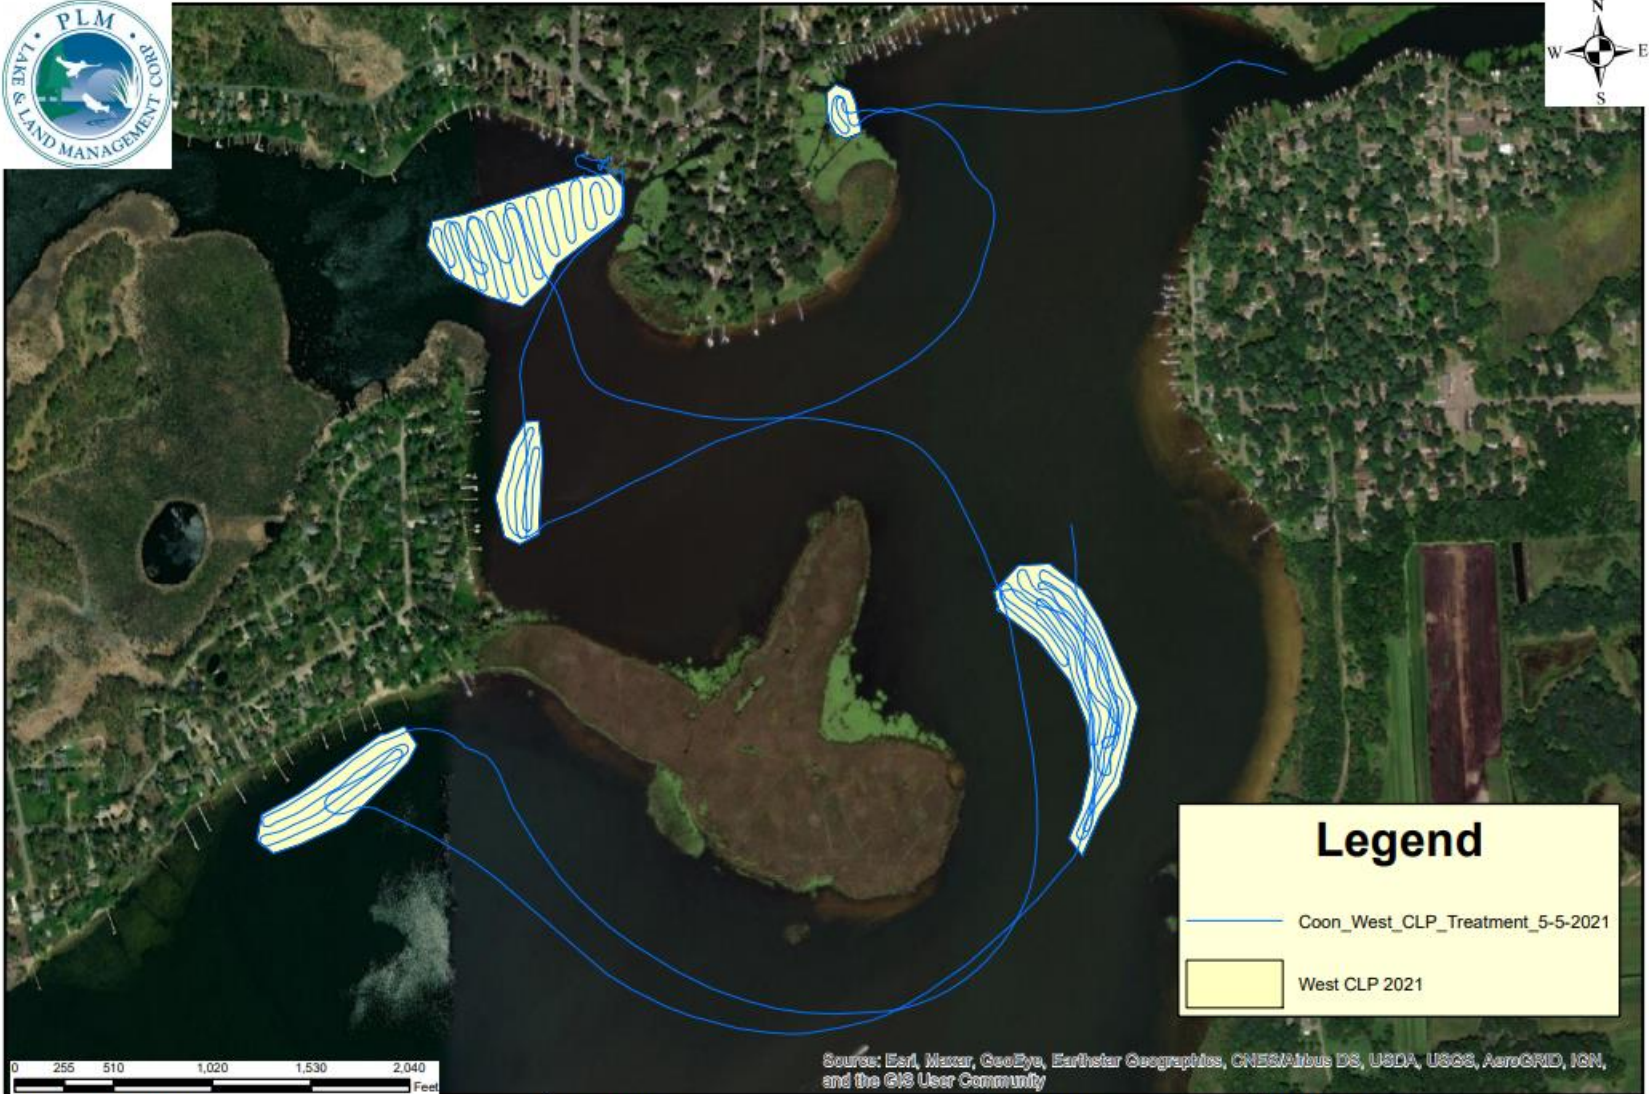 • PLM •
LAKE & LAND MANAGEMENT CORP
N
W E
S
Legend
Coon_West_CLP_Treatment_5-5-2021
West CLP 2021
0 255 510 1,020 1,530 2,040
Feet
Source: Esri, Maxar, GeoEye, Earthstar Geographics, CNES/Airbus DS, USDA, USGS, AeroGRID, IGN,
and the GIS User Community